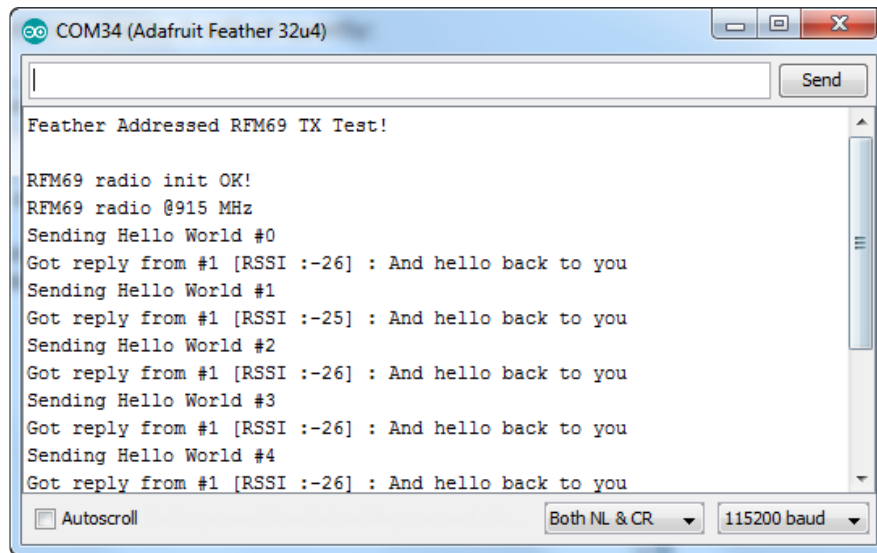 COM34 (Adafruit Feather 32u4)
Send
Feather Addressed RFM69 TX Test!
RFM69 radio init OK!
RFM69 radio @915 MHz
Sending Hello World #0
Got reply from #1 [RSSI :-26] : And hello back to you
Sending Hello World #1
Got reply from #1 [RSSI :-25] : And hello back to you
Sending Hello World #2
Got reply from #1 [RSSI :-26] : And hello back to you
Sending Hello World #3
Got reply from #1 [RSSI :-26] : And hello back to you
Sending Hello World #4
Got reply from #1 [RSSI :-26] : And hello back to you
Autoscroll Both NL & CR 115200 baud